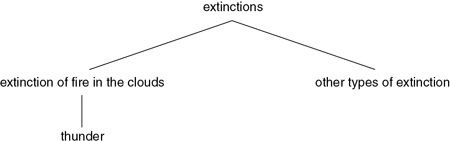 extinctions
extinction of fire in the clouds
other types of extinction
thunder